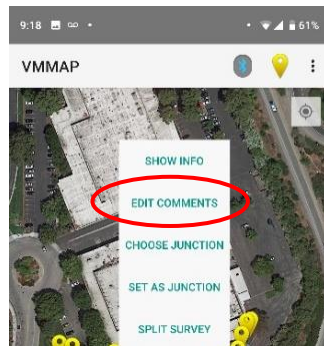 9:18 61%
VMMAP
SHOW INFO
EDIT COMMENTS
CHOOSE JUNCTION
SET AS JUNCTION
SPLIT SURVEY